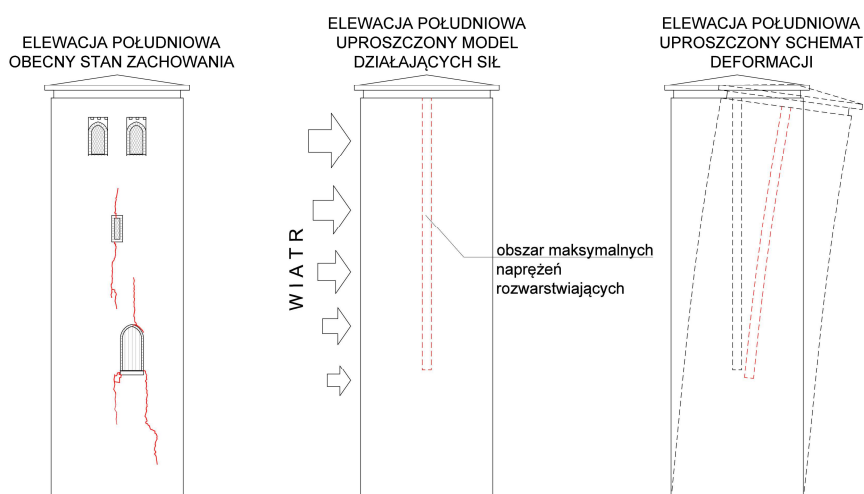 ELEWACJA POŁUDNIOWA
OBECNY STAN ZACHOWANIA
ELEWACJA POŁUDNIOWA
UPROSZCZONY MODEL
DZIAŁAJĄCYCH SIŁ
ELEWACJA POŁUDNIOWA
UPROSZCZONY SCHEMAT
DEFORMACJI
WIATR
obszar maksymalnych
naprężeń
rozwarstwiających